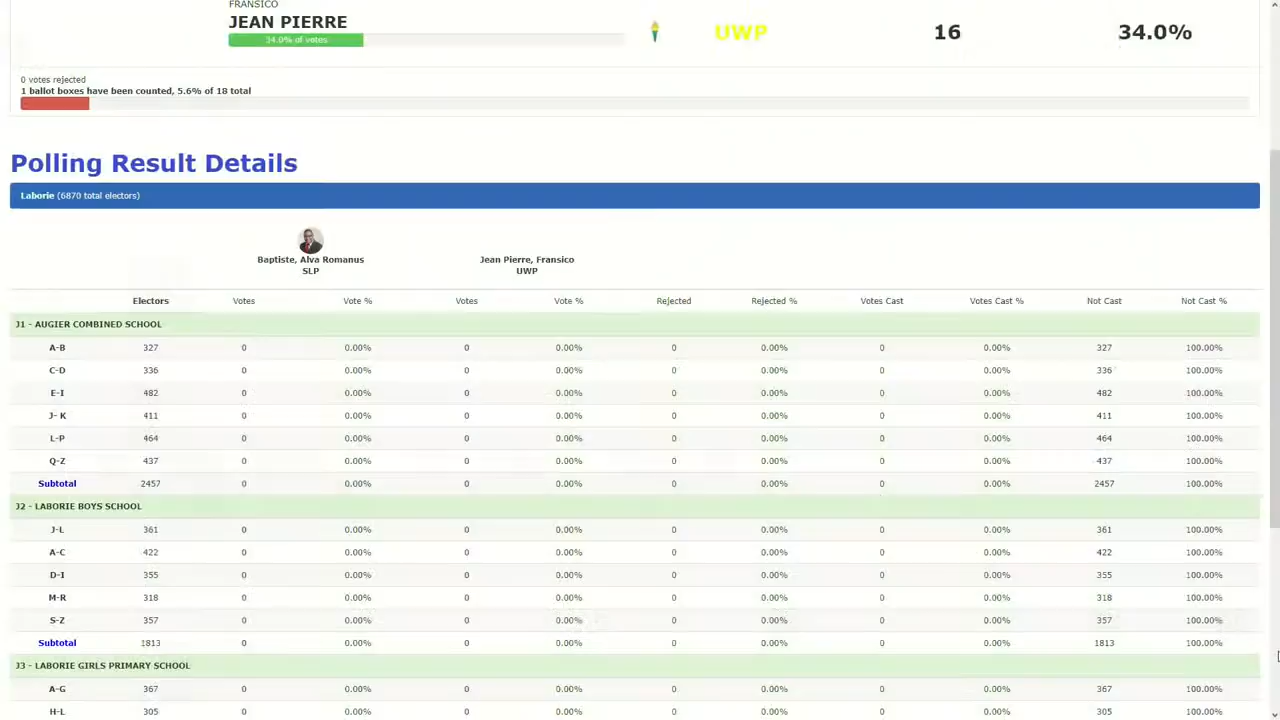 FRANSICO
JEAN PIERRE
34.0% of votes
UWP 16 34.0%
0 votes rejected
1 ballot boxes have been counted, 5.6% of 18 total
Polling Result Details
Laborie (6870 total electors)
Baptiste, Alva Romanus Jean Pierre, Fransico
SLP UWP
Electors Votes Vote % Votes Vote % Rejected Rejected % Votes Cast Votes Cast % Not Cast Not Cast %
J1 - AUGIER COMBINED SCHOOL
A-B 327 0 0.00% 0 0.00% 0 0.00% 0 0.00% 327 100.00%
C-D 336 0 0.00% 0 0.00% 0 0.00% 0 0.00% 336 100.00%
E-I 482 0 0.00% 0 0.00% 0 0.00% 0 0.00% 482 100.00%
J- K 411 0 0.00% 0 0.00% 0 0.00% 0 0.00% 411 100.00%
L-P 464 0 0.00% 0 0.00% 0 0.00% 0 0.00% 464 100.00%
Q-Z 437 0 0.00% 0 0.00% 0 0.00% 0 0.00% 437 100.00%
Subtotal 2457 0 0.00% 0 0.00% 0 0.00% 0 0.00% 2457 100.00%
J2 - LABORIE BOYS SCHOOL
J-L 361 0 0.00% 0 0.00% 0 0.00% 0 0.00% 361 100.00%
A-C 422 0 0.00% 0 0.00% 0 0.00% 0 0.00% 422 100.00%
D-I 355 0 0.00% 0 0.00% 0 0.00% 0 0.00% 355 100.00%
M-R 318 0 0.00% 0 0.00% 0 0.00% 0 0.00% 318 100.00%
S-Z 357 0 0.00% 0 0.00% 0 0.00% 0 0.00% 357 100.00%
Subtotal 1813 0 0.00% 0 0.00% 0 0.00% 0 0.00% 1813 100.00%
J3 - LABORIE GIRLS PRIMARY SCHOOL
A-G 367 0 0.00% 0 0.00% 0 0.00% 0 0.00% 367 100.00%
H-L 305 0 0.00% 0 0.00% 0 0.00% 0 0.00% 305 100.00%